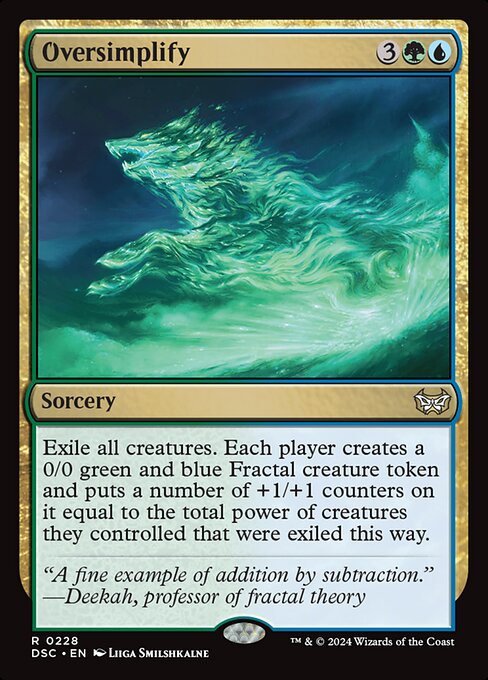 Oversimplify 3
Sorcery
Exile all creatures. Each player creates a
0/0 green and blue Fractal creature token
and puts a number of +1/+1 counters on
it equal to the total power of creatures
they controlled that were exiled this way.
“A fine example of addition by subtraction.”
—Deekah, professor of fractal theory
R 0228
DSC • EN Liiga Smilshkalne
™ & © 2024 Wizards of the Coast